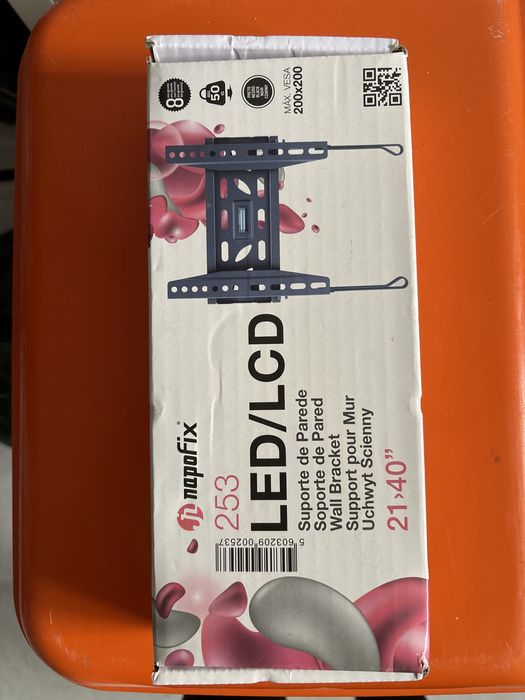 napofix
253
LED/LCD
Suporte de Parede
Soporte de Pared
Wall Bracket
Support pour Mur
Uchwyt Scienny
21›40"
5 603209 002537
8
50
MÁX. VESA
200x200